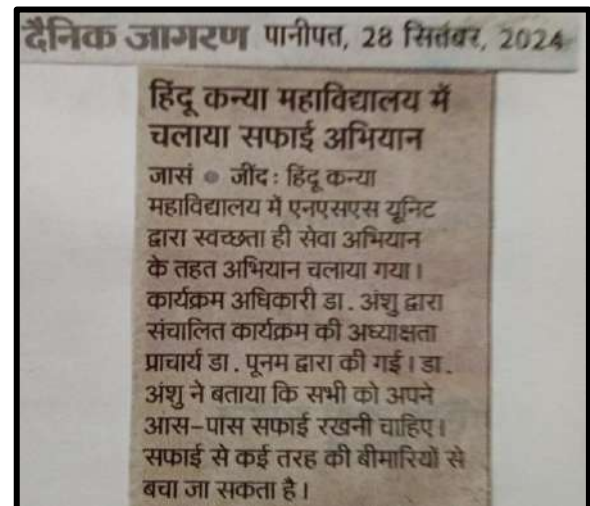 दैनिक जागरण पानीपत, 28 सितंबर, 2024
हिंदू कन्या महाविद्यालय में
चलाया सफाई अभियान
जासं ● जींद : हिंदू कन्या
महाविद्यालय में एनएसएस यूनिट
द्वारा स्वच्छता ही सेवा अभियान
के तहत अभियान चलाया गया।
कार्यक्रम अधिकारी डा. अंशु द्वारा
संचालित कार्यक्रम की अध्यक्षता
प्राचार्य डा. पूनम द्वारा की गई। डा.
अंशु ने बताया कि सभी को अपने
आस-पास सफाई रखनी चाहिए।
सफाई से कई तरह की बीमारियों से
बचा जा सकता है।